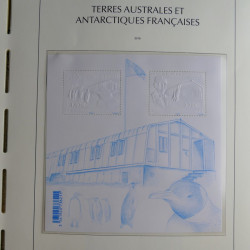 TERRES AUSTRALES ET
ANTARCTIQUES FRANÇAISES